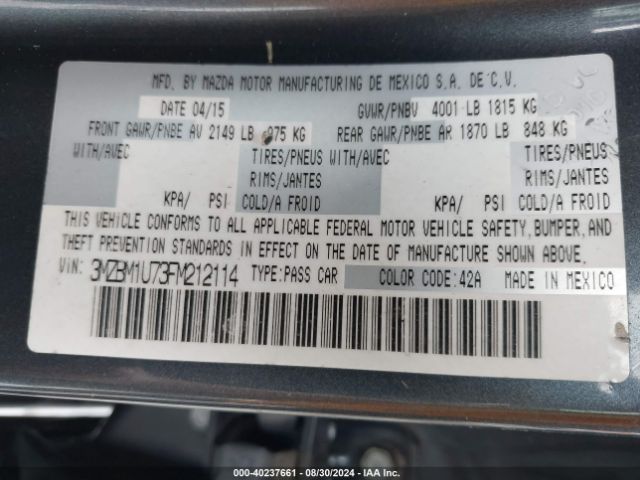 MFD. BY MAZDA MOTOR MANUFACTURING DE MEXICO S.A. DE C.V.
DATE 04/15 GVWR/PNBV 4001 LB 1815 KG
FRONT GAWR/PNBE AV 2149 LB 975 KG REAR GAWR/PNBE AR 1870 LB 848 KG
WITH/AVEC TIRES/PNEUS WITH/AVEC TIRES/PNEUS
RIMS/JANTES RIMS/JANTES
KPA/ PSI COLD/A FROID KPA/ PSI COLD/A FROID
THIS VEHICLE CONFORMS TO ALL APPLICABLE FEDERAL MOTOR VEHICLE SAFETY, BUMPER, AND
THEFT PREVENTION STANDARDS IN EFFECT ON THE DATE OF MANUFACTURE SHOWN ABOVE.
VIN: 3MZBM1U73FM212114 TYPE:PASS CAR COLOR CODE:42A MADE IN MEXICO
000-40237661 - 08/30/2024 - IAAI.COM